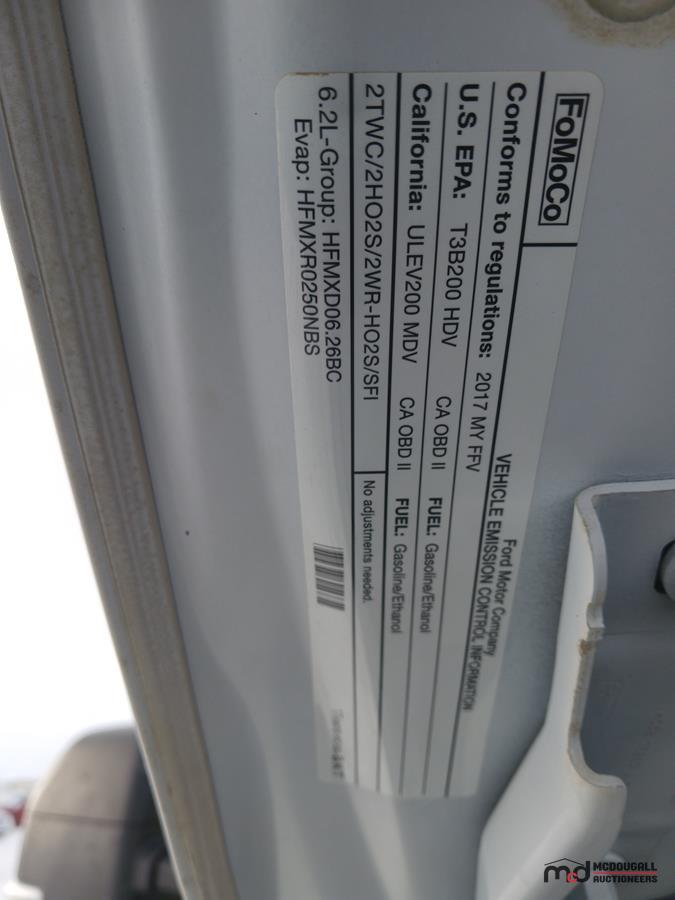 FoMoCo
Ford Motor Company
VEHICLE EMISSION CONTROL INFORMATION
Conforms to regulations: 2017 MY FFV
U.S. EPA: T3B200 HDV CA OBD II FUEL: Gasoline/Ethanol
California: ULEV200 MDV CA OBD II FUEL: Gasoline/Ethanol
2TWC/2HO2S/2WR-HO2S/SFI No adjustments needed.
6.2L-Group: HFMXD06.26BC
Evap: HFMXR0250NBS
mcd MCDOUGALL
AUCTIONEERS